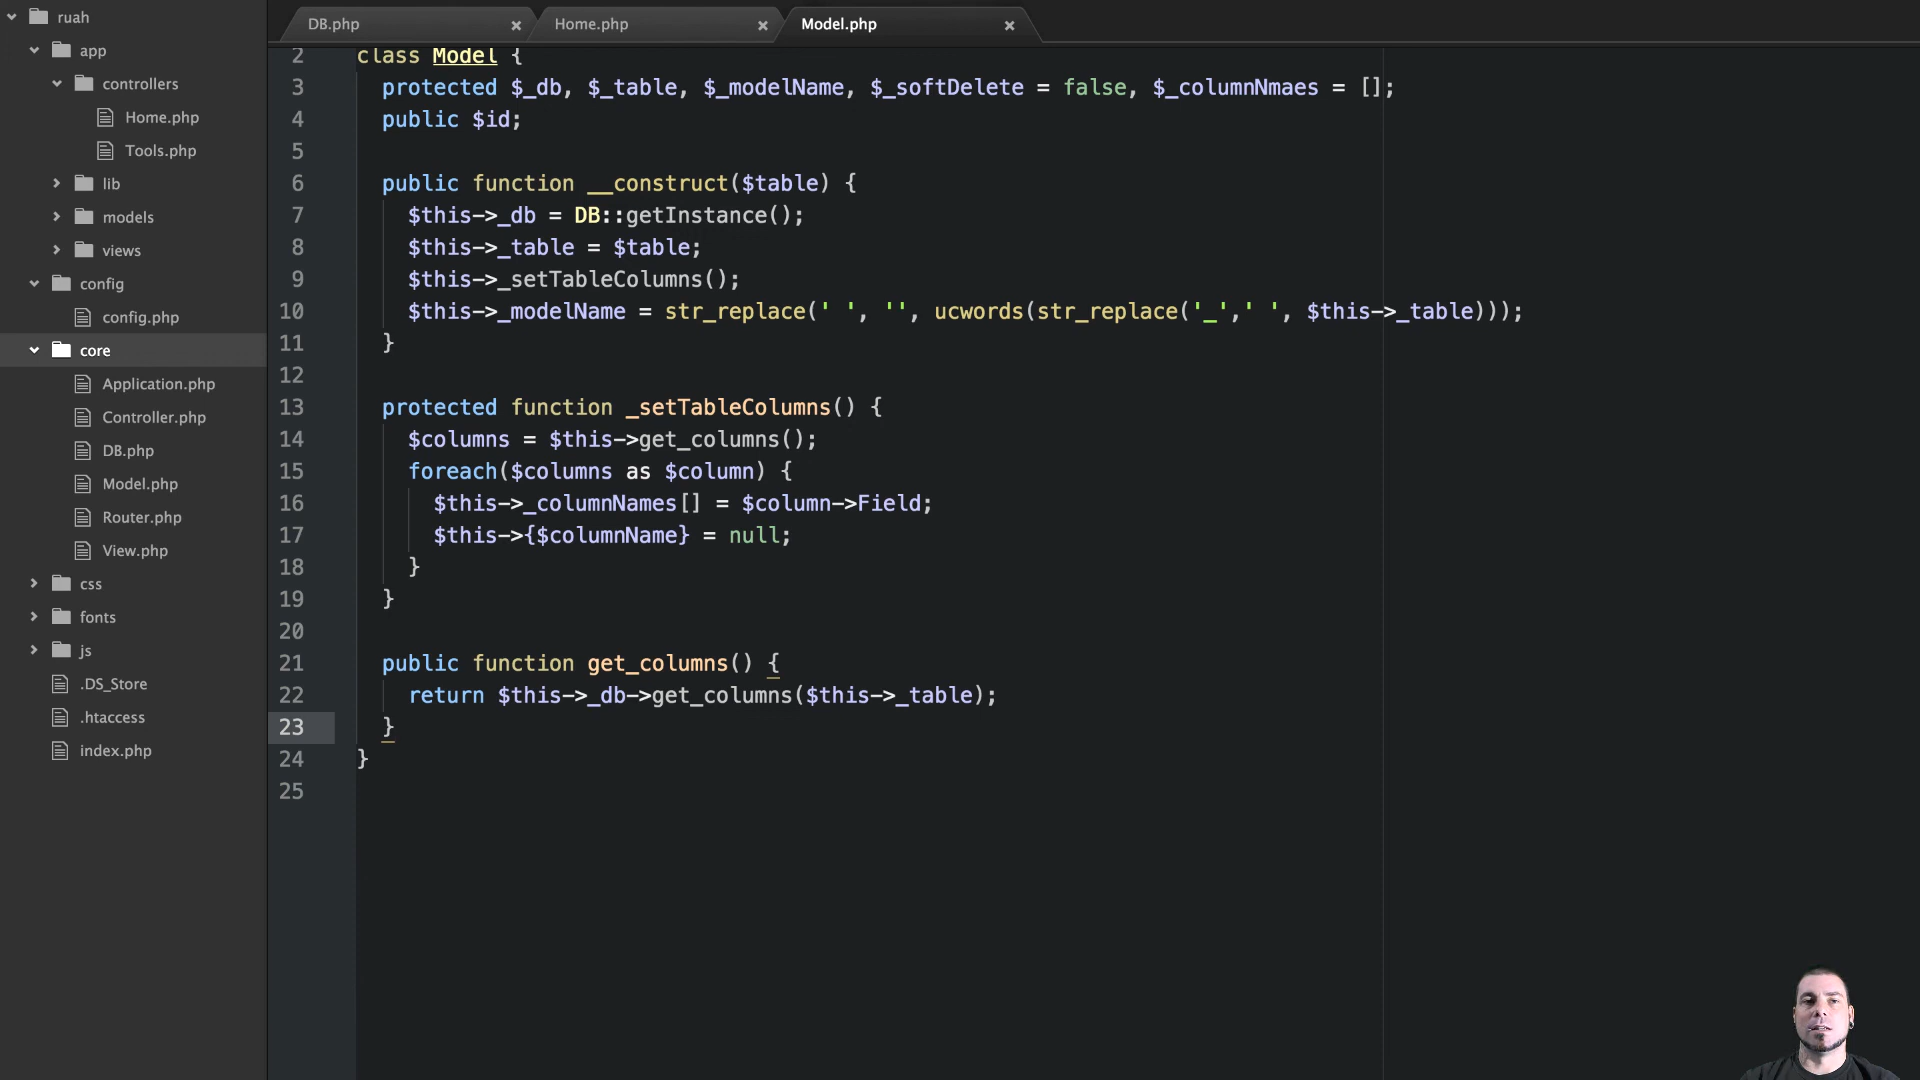 ruah
app
controllers
Home.php
Tools.php
lib
models
views
config
config.php
core
Application.php
Controller.php
DB.php
Model.php
Router.php
View.php
css
fonts
js
.DS_Store
.htaccess
index.php
DB.php
Home.php
Model.php
2 class Model {
3 protected $_db, $_table, $_modelName, $_softDelete = false, $_columnNmaes = [];
4 public $id;
5
6 public function __construct($table) {
7 $this->_db = DB::getInstance();
8 $this->_table = $table;
9 $this->_setTableColumns();
10 $this->_modelName = str_replace(' ', '', ucwords(str_replace('_',' ', $this->_table)));
11 }
12
13 protected function _setTableColumns() {
14 $columns = $this->get_columns();
15 foreach($columns as $column) {
16 $this->_columnNames[] = $column->Field;
17 $this->{$columnName} = null;
18 }
19 }
20
21 public function get_columns() {
22 return $this->_db->get_columns($this->_table);
23 }
24 }
25